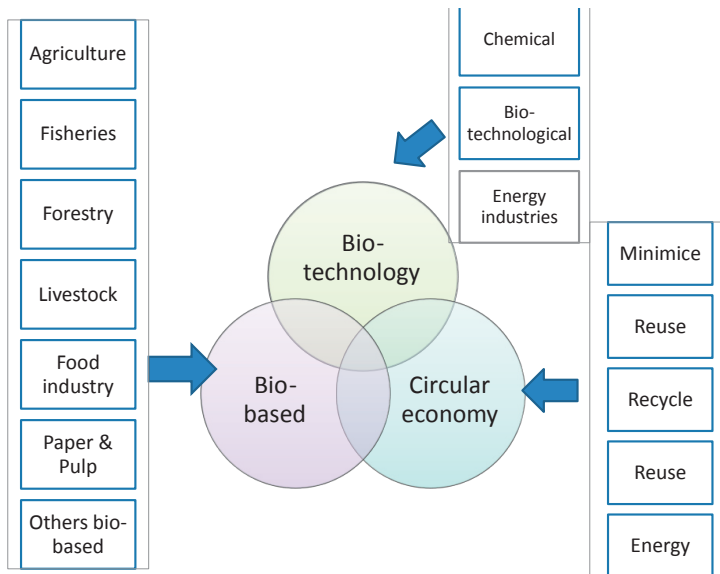 Agriculture
Fisheries
Forestry
Livestock
Food
industry
Paper &
Pulp
Others bio-
based
Chemical
Bio-
technological
Energy
industries
Bio-
technology
Bio-
based
Circular
economy
Minimice
Reuse
Recycle
Reuse
Energy